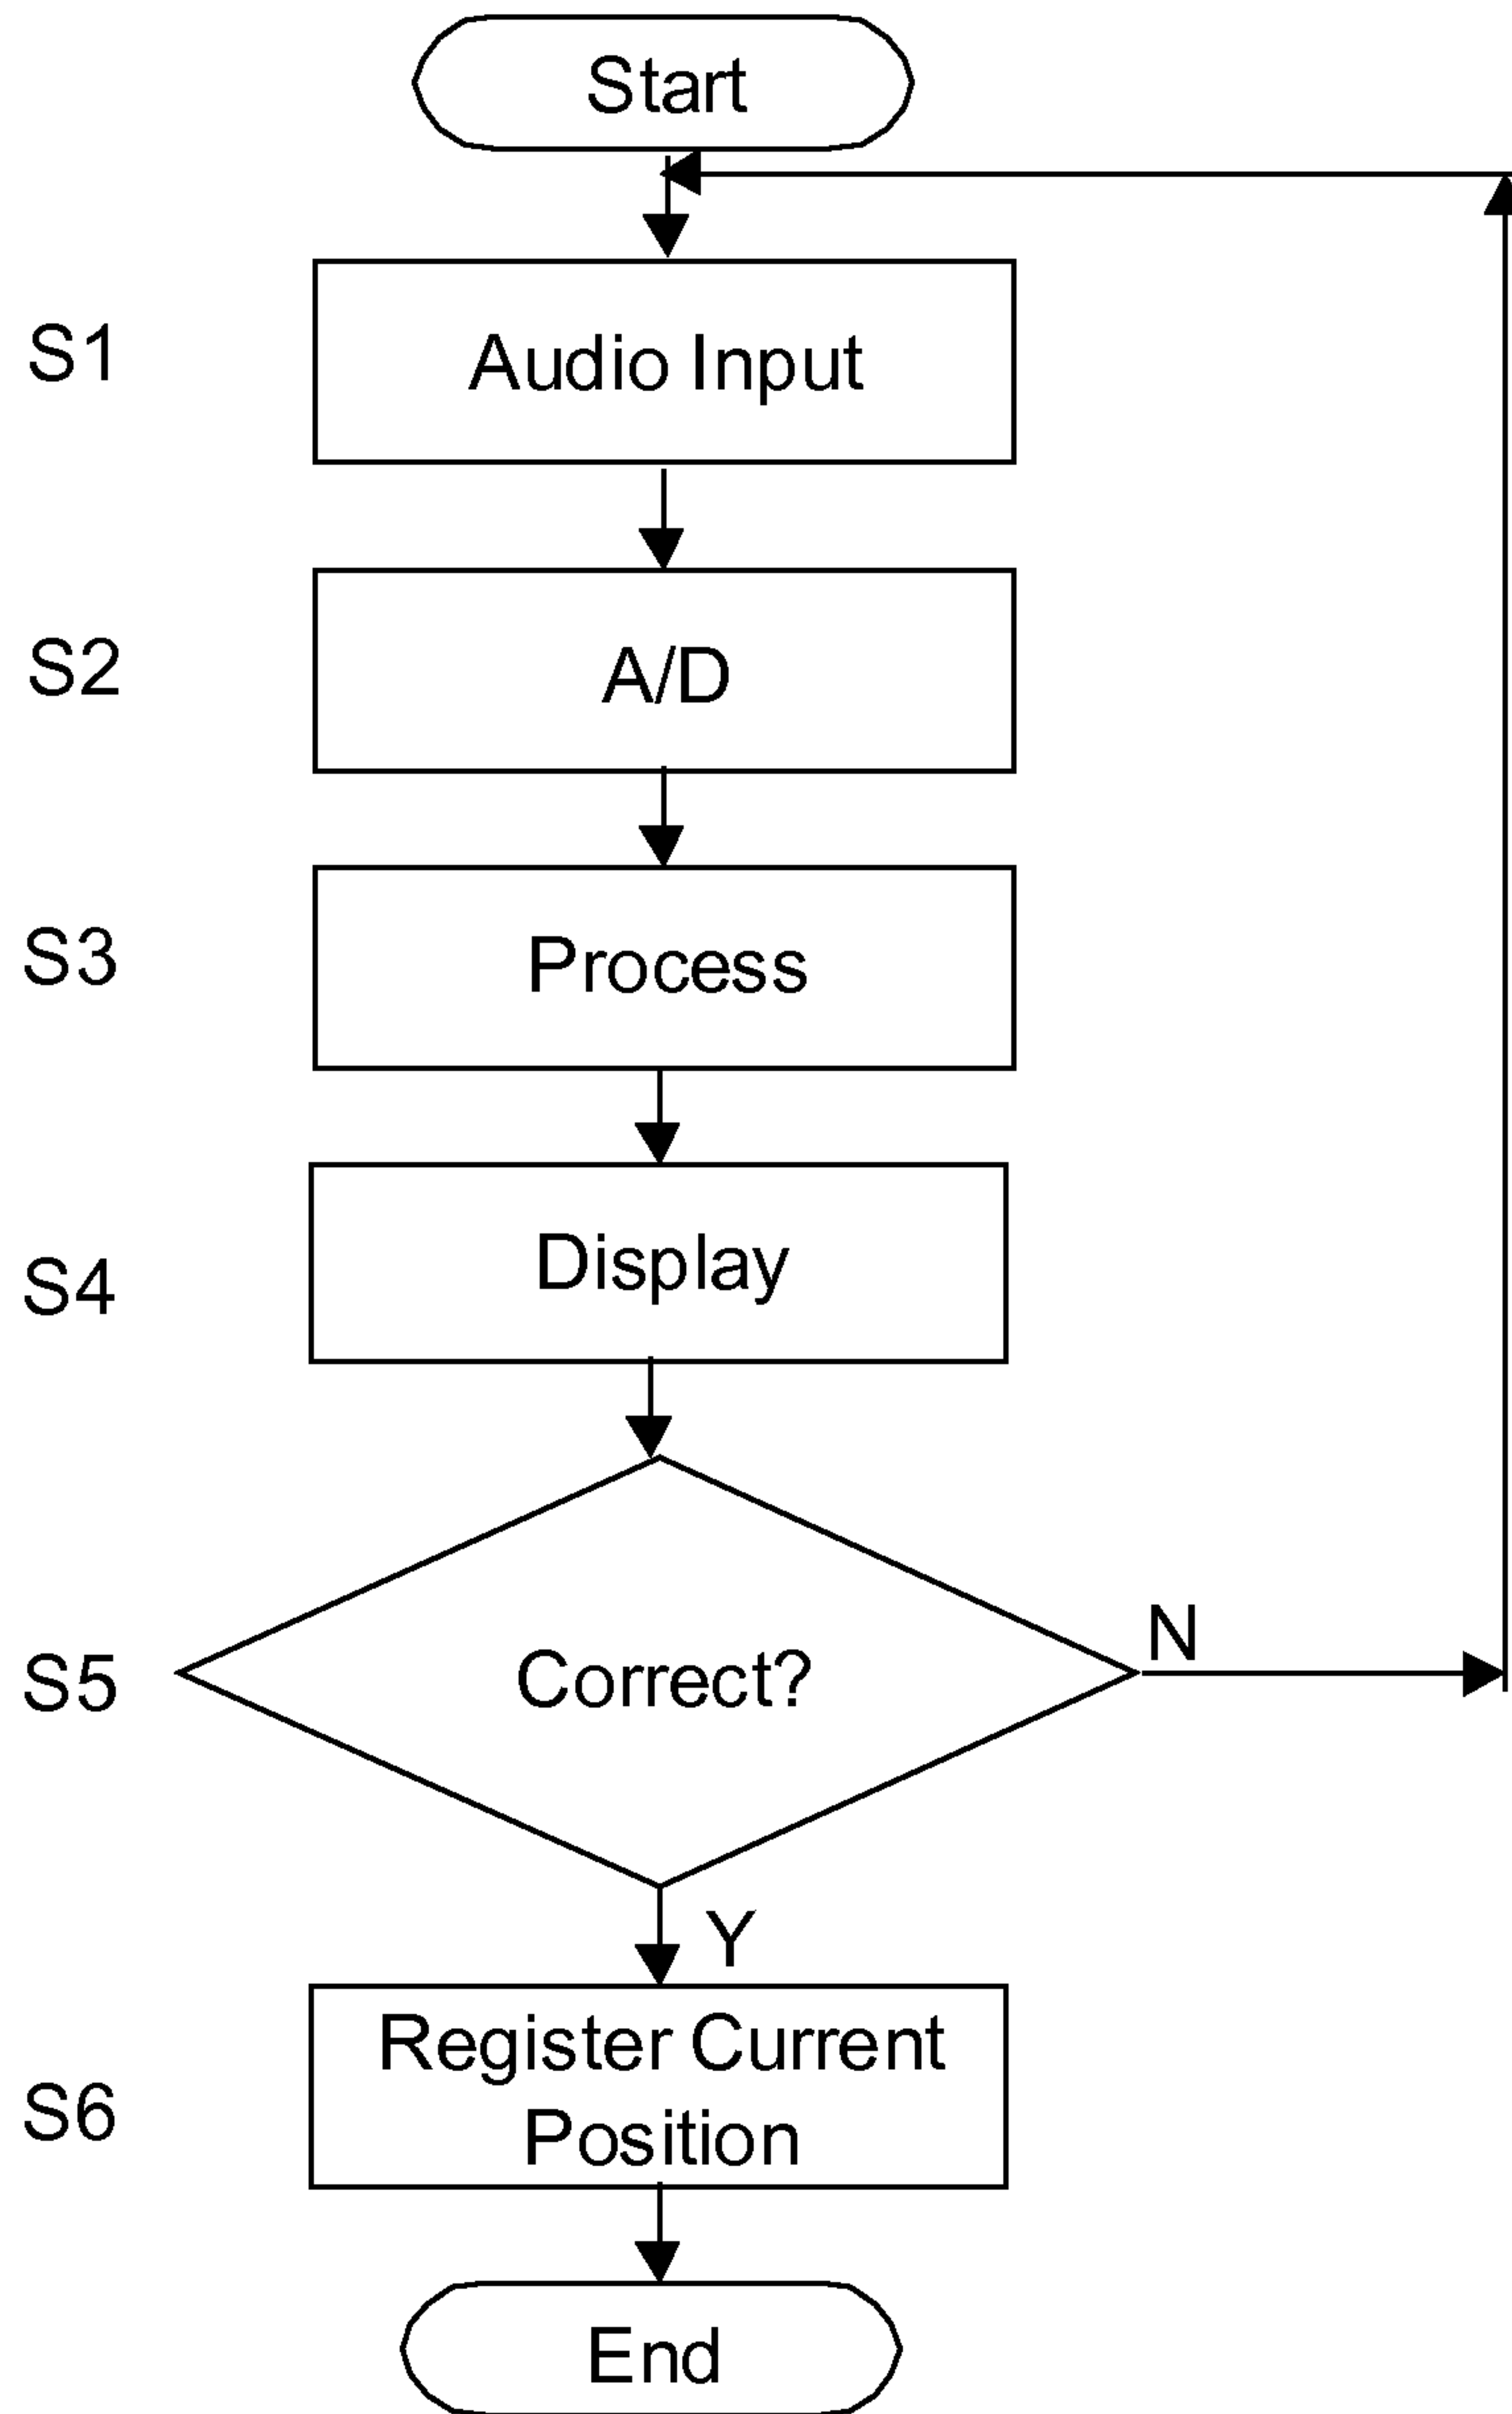 Start
S1
Audio Input
S2
A/D
S3
Process
S4
Display
S5
Correct?
N
Y
S6
Register Current
Position
End